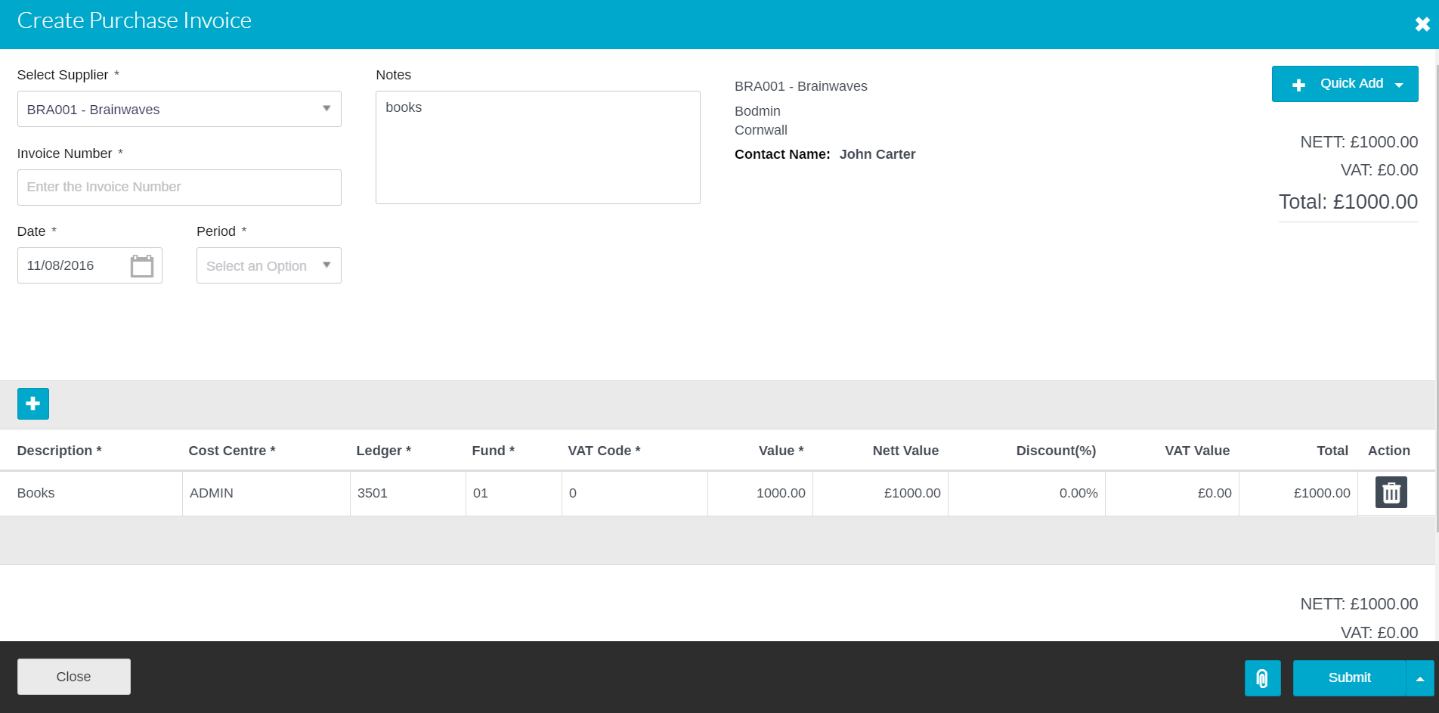 Create Purchase Invoice
Select Supplier *
BRA001 - Brainwaves
Invoice Number *
Enter the Invoice Number
Date *
Period *
11/08/2016
Select an Option
Notes
books
BRA001 - Brainwaves
Bodmin
Cornwall
Contact Name: John Carter
Quick Add
NETT: £1000.00
VAT: £0.00
Total: £1000.00
Description * Cost Centre * Ledger * Fund * VAT Code * Value * Nett Value Discount(%) VAT Value Total Action
Books ADMIN 3501 01 0 1000.00 £1000.00 0.00% £0.00 £1000.00
NETT: £1000.00
VAT: £0.00
Close
Submit